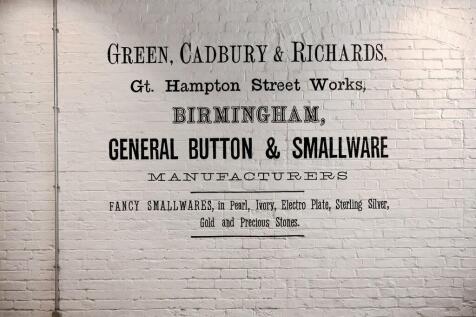 GREEN, CADBURY & RICHARDS,
Gt. Hampton Street Works,
BIRMINGHAM,
GENERAL BUTTON & SMALLWARE
MANUFACTURERS
FANCY SMALLWARES, in Pearl, Ivory, Electro Plate, Sterling Silver,
Gold and Precious Stones.